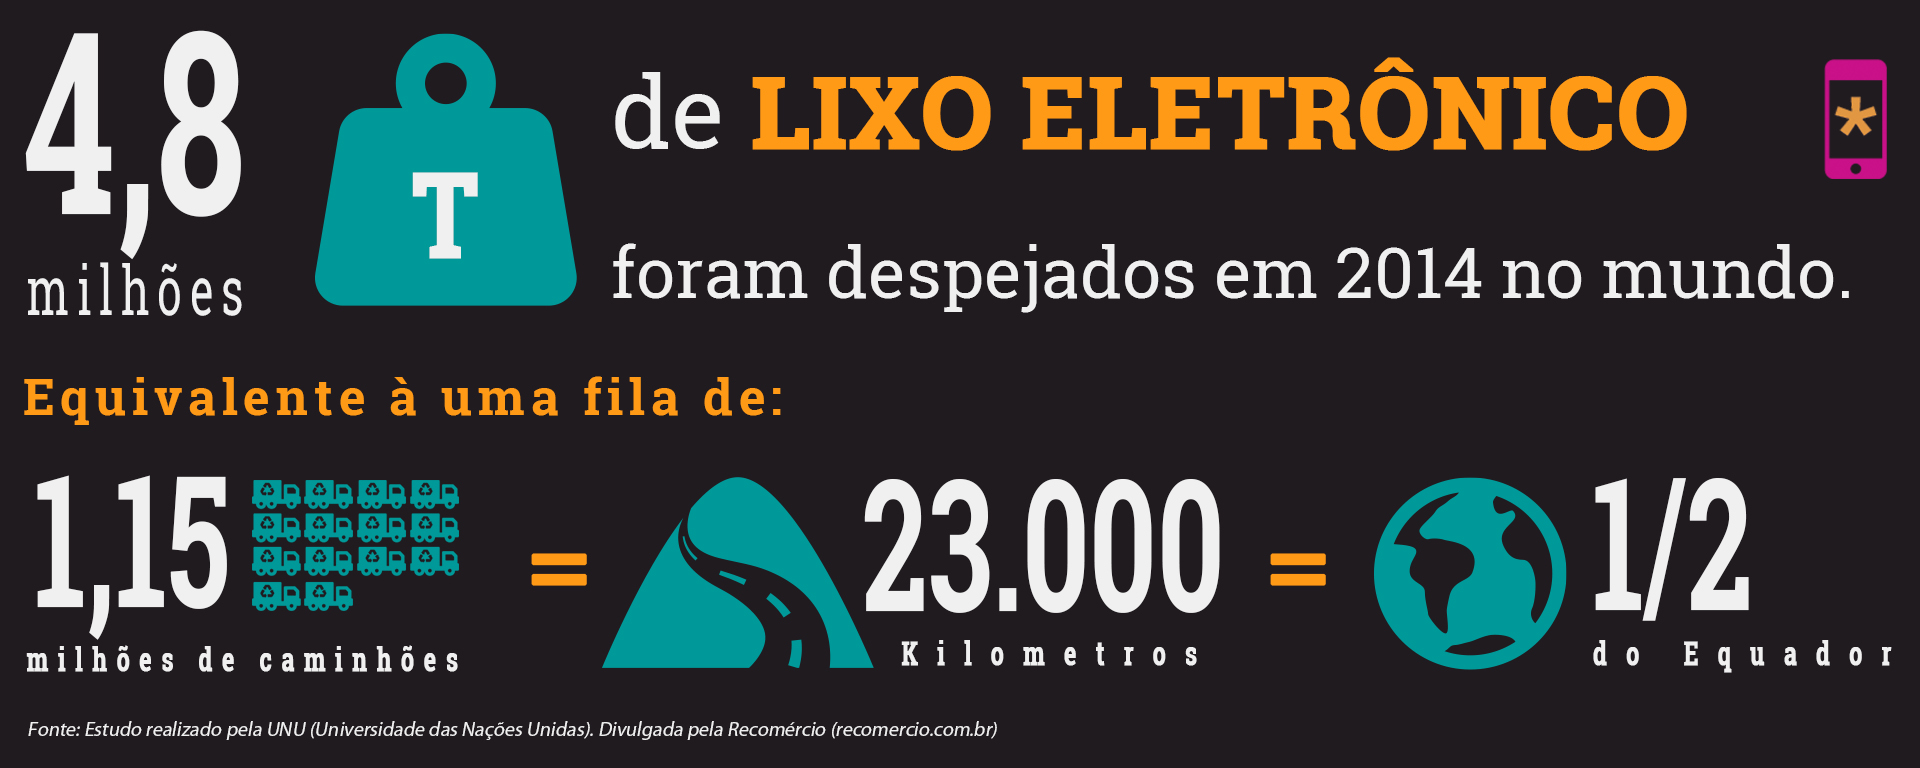 4,8
milhões
T
de LIXO ELETRÔNICO
foram despejados em 2014 no mundo.
Equivalente à uma fila de:
1,15
milhões de caminhões
=
23.000
Kilometros
=
1/2
do Equador
Fonte: Estudo realizado pela UNU (Universidade das Nações Unidas). Divulgada pela Recomércio (recomercio.com.br)